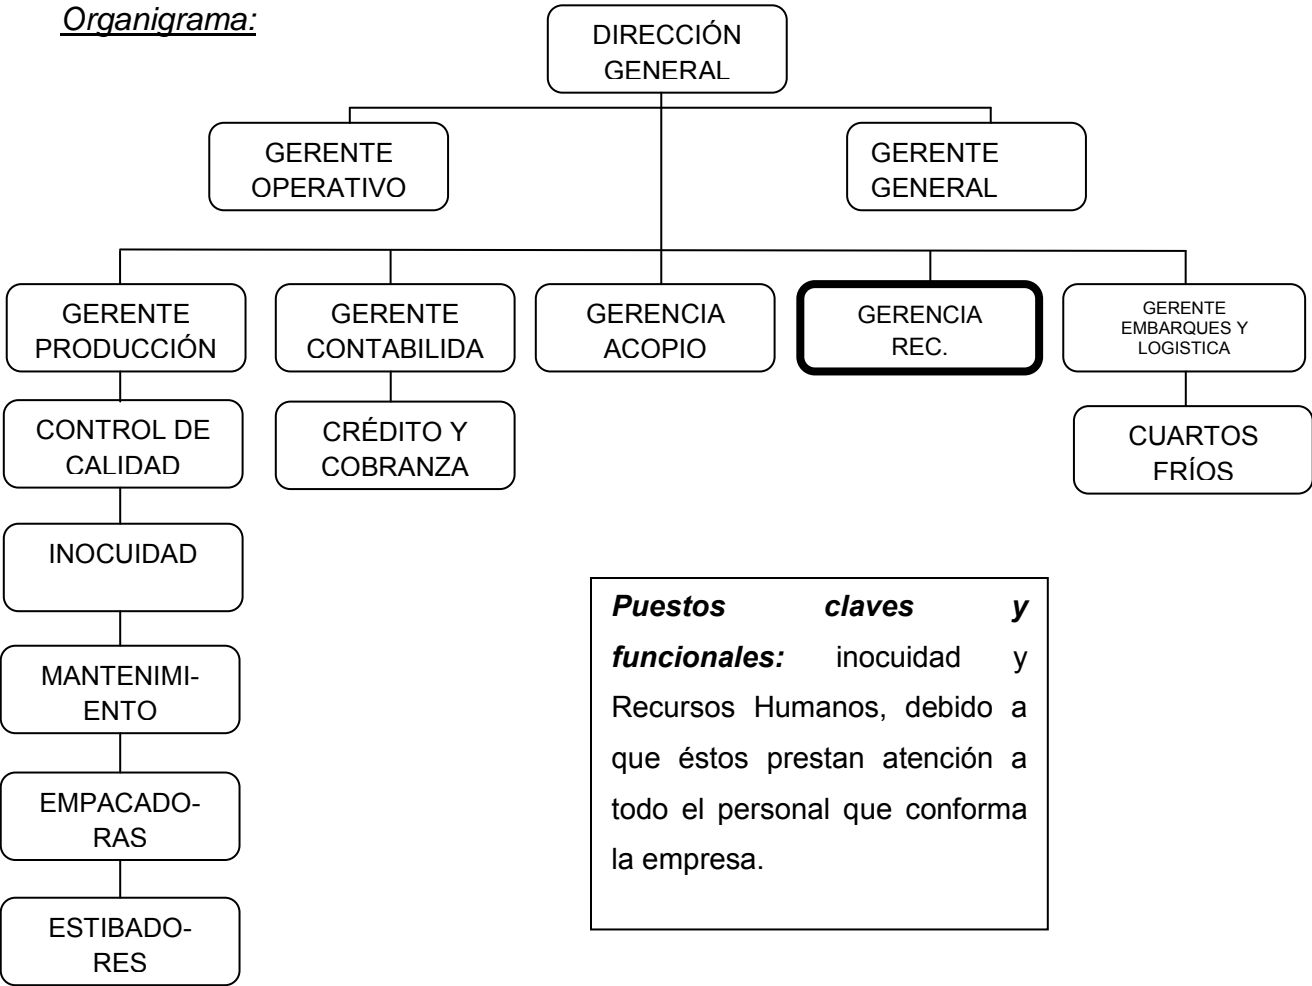 Organigrama:
DIRECCIÓN
GENERAL
GERENTE
OPERATIVO
GERENTE
GENERAL
GERENTE
PRODUCCIÓN
GERENTE
CONTABILIDA
GERENCIA
ACOPIO
GERENCIA
REC.
GERENTE
EMBARQUES Y
LOGISTICA
CONTROL DE
CALIDAD
CRÉDITO Y
COBRANZA
CUARTOS
FRÍOS
INOCUIDAD
MANTENIMI-
ENTO
EMPACADO-
RAS
ESTIBADO-
RES
Puestos claves y
funcionales: inocuidad y
Recursos Humanos, debido a
que éstos prestan atención a
todo el personal que conforma
la empresa.